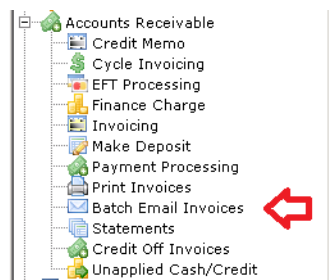 Accounts Receivable
Credit Memo
Cycle Invoicing
EFT Processing
Finance Charge
Invoicing
Make Deposit
Payment Processing
Print Invoices
Batch Email Invoices
Statements
Credit Off Invoices
Unapplied Cash/Credit